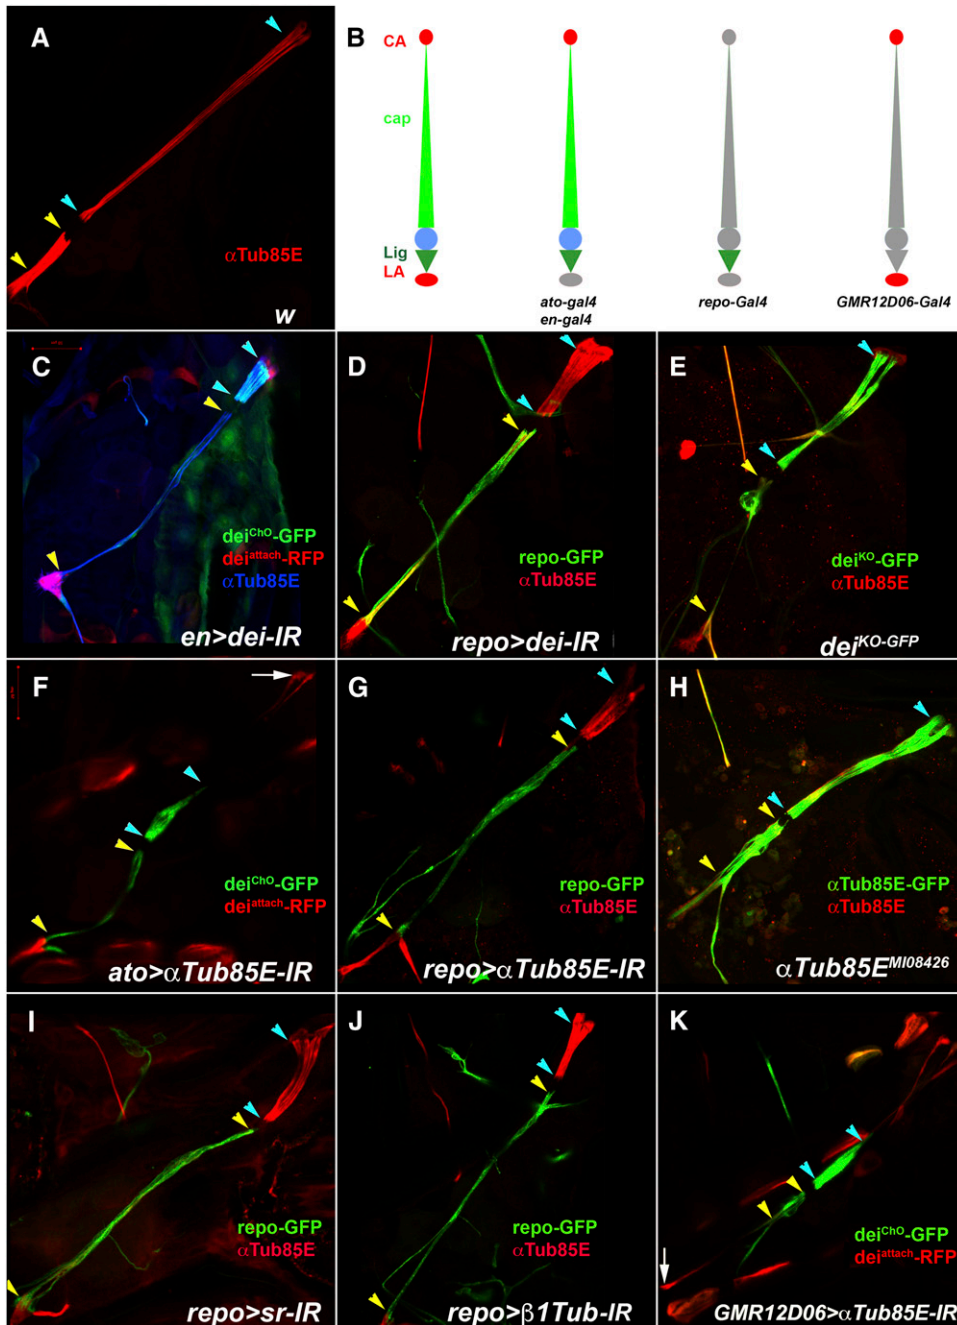 A
αTub85E
w
B
CA
cap
Lig
LA
ato-gal4
en-gal4
repo-Gal4
GMR12D06-Gal4
C
dei^ChO-GFP
dei^attach-RFP
αTub85E
en>dei-IR
D
repo-GFP
αTub85E
repo>dei-IR
E
dei^KO-GFP
αTub85E
dei^KO-GFP
F
dei^ChO-GFP
dei^attach-RFP
ato>αTub85E-IR
G
repo-GFP
αTub85E
repo>αTub85E-IR
H
αTub85E-GFP
αTub85E
αTub85E^MI08426
I
repo-GFP
αTub85E
repo>sr-IR
J
repo-GFP
αTub85E
repo>β1Tub-IR
K
dei^ChO-GFP
dei^attach-RFP
GMR12D06>αTub85E-IR